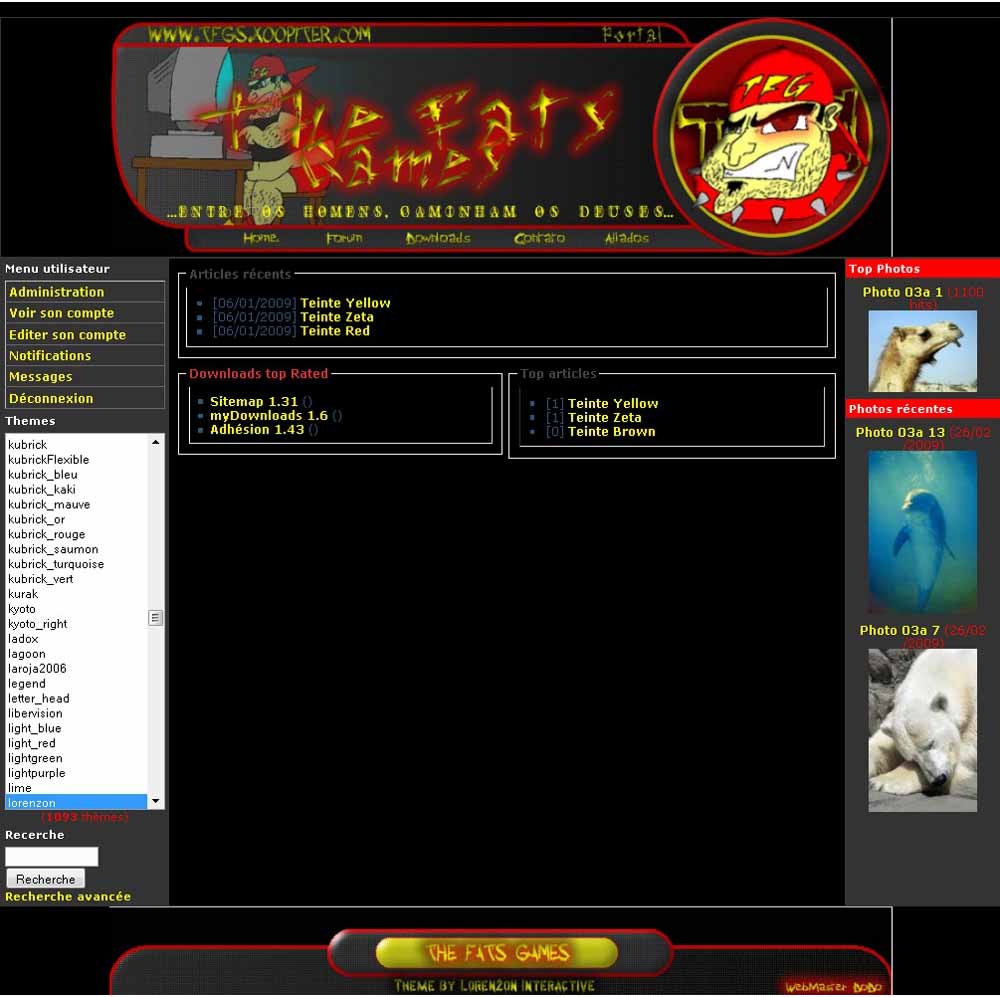 WWW.TFGS.XOOPITER.COM
Portal
TFG
The Fats
Games
...ENTRE OS HOMENS, CAMINHAM OS DEUSES...
Home
Forum
Downloads
Contato
Aliados
Menu utilisateur
Administration
Voir son compte
Editer son compte
Notifications
Messages
Déconnexion
Themes
kubrick
kubrickFlexible
kubrick_bleu
kubrick_kaki
kubrick_mauve
kubrick_or
kubrick_rouge
kubrick_saumon
kubrick_turquoise
kubrick_vert
kurak
kyoto
kyoto_right
ladox
lagoon
laroja2006
legend
letter_head
libervision
light_blue
light_red
lightgreen
lightpurple
lime
lorenzon
(1093 thèmes)
Recerche
Recherche
Recherche avancée
Articles récents
[06/01/2009] Teinte Yellow
[06/01/2009] Teinte Zeta
[06/01/2009] Teinte Red
Downloads top Rated
Sitemap 1.31 ()
myDownloads 1.6 ()
Adhésion 1.43 ()
Top articles
[1] Teinte Yellow
[1] Teinte Zeta
[0] Teinte Brown
Top Photos
Photo 03a 1 (1100
hits)
Photos récentes
Photo 03a 13 (26/02
/2009)
Photo 03a 7 (26/02
/2009)
THE FATS GAMES
THEME BY LORENZON INTERACTIVE
WebMaster DoDo